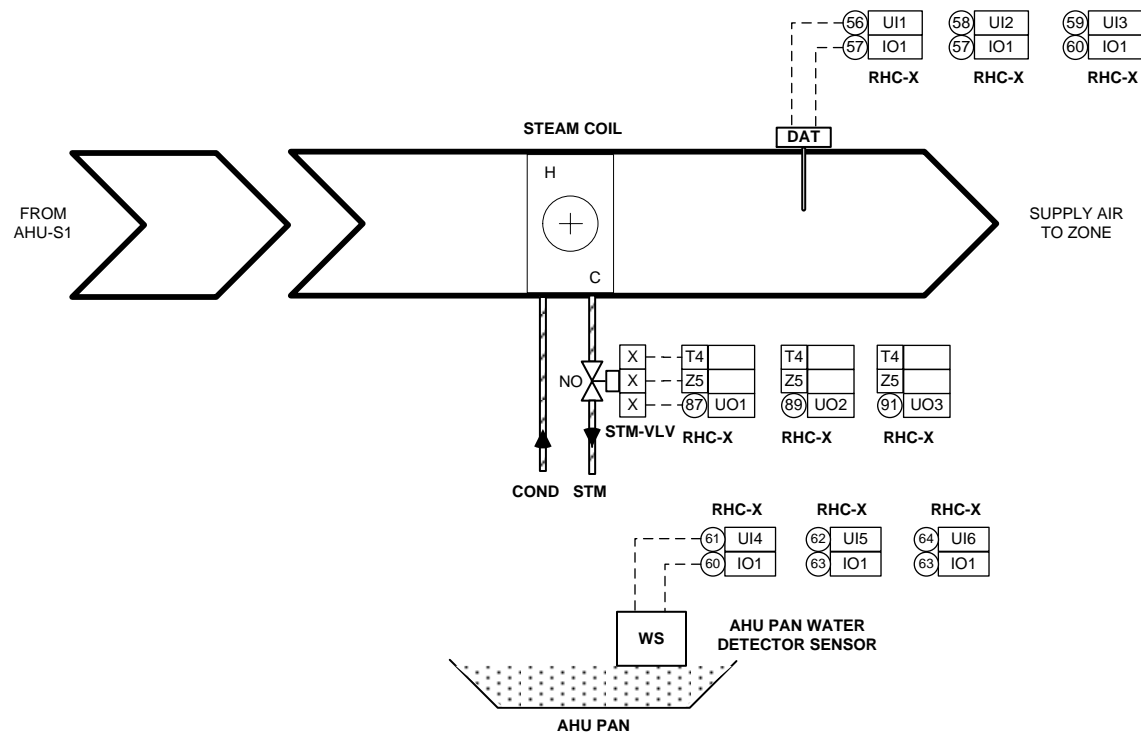 56 UI1 58 UI2 59 UI3
57 IO1 57 IO1 60 IO1
RHC-X RHC-X RHC-X
STEAM COIL
DAT
H
FROM
AHU-S1
SUPPLY AIR
TO ZONE
C
X T4 T4 T4
NO X Z5 Z5 Z5
X 87 UO1 89 UO2 91 UO3
STM-VLV RHC-X RHC-X RHC-X
COND STM
RHC-X RHC-X RHC-X
61 UI4 62 UI5 64 UI6
60 IO1 63 IO1 63 IO1
WS
AHU PAN WATER
DETECTOR SENSOR
AHU PAN